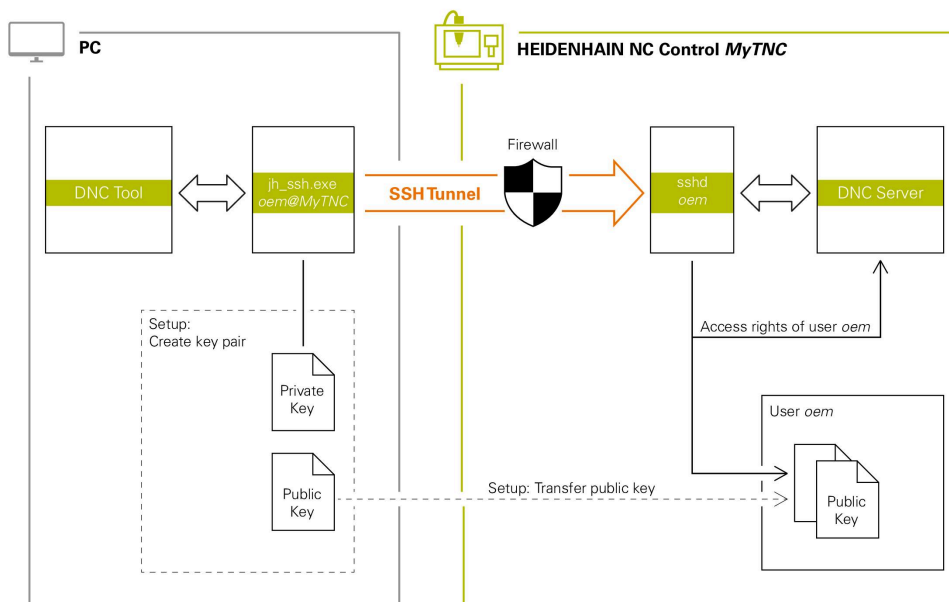 PC
HEIDENHAIN NC Control MyTNC
DNC Tool
jh_ssh.exe
oem@MyTNC
SSH Tunnel
Firewall
sshd
oem
DNC Server
Access rights of user oem
Setup:
Create key pair
Private
Key
Public
Key
Setup: Transfer public key
User oem
Public
Key